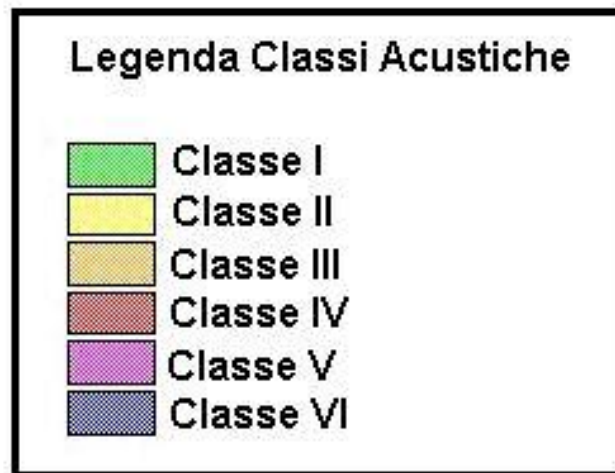 Legenda Classi Acustiche
Classe I
Classe II
Classe III
Classe IV
Classe V
Classe VI